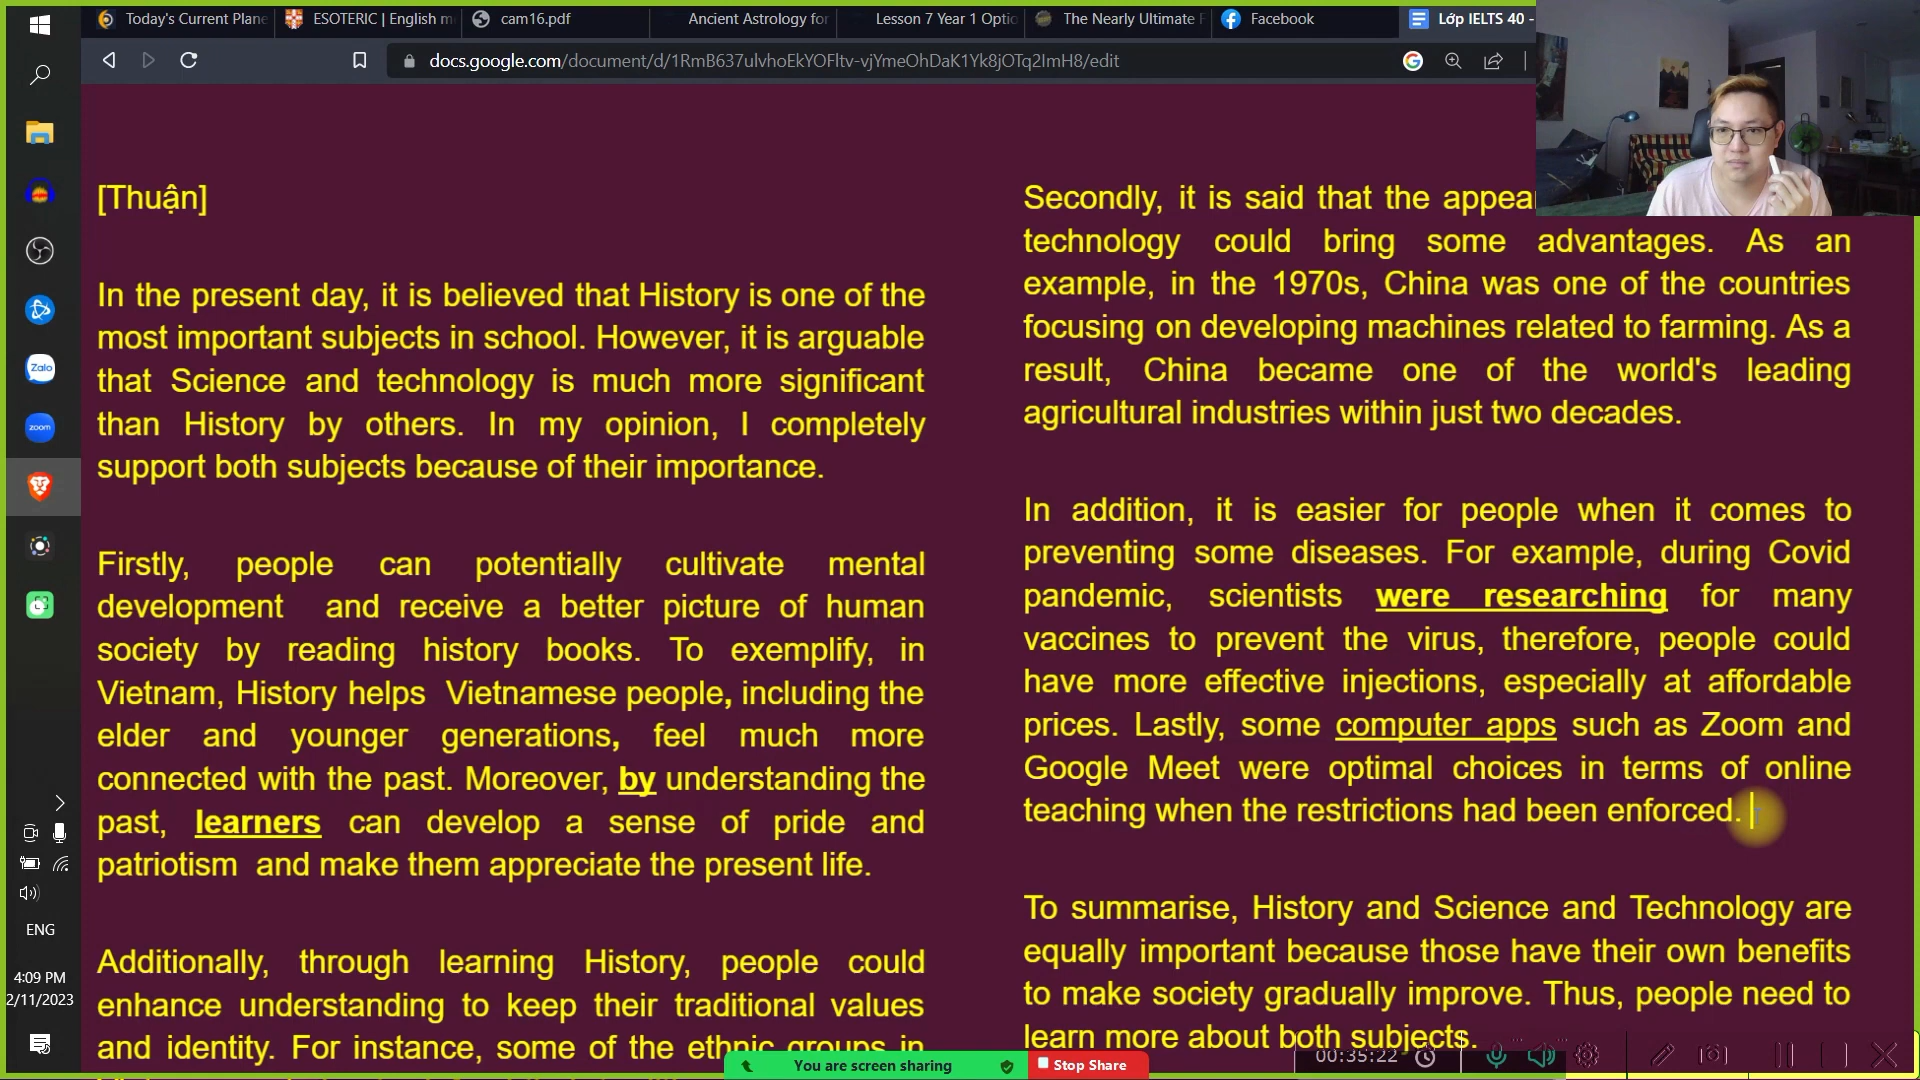 Today's Current Plane
ESOTERIC | English m
cam16.pdf
Ancient Astrology for
Lesson 7 Year 1 Optio
The Nearly Ultimate F
Facebook
Lớp IELTS 40 -
docs.google.com/document/d/1RmB637ulvhoEkYOFltv-vjYmeOhDaK1Yk8jOTq2ImH8/edit
[Thuận]
In the present day, it is believed that History is one of the
most important subjects in school. However, it is arguable
that Science and technology is much more significant
than History by others. In my opinion, I completely
support both subjects because of their importance.
Firstly, people can potentially cultivate mental
development and receive a better picture of human
society by reading history books. To exemplify, in
Vietnam, History helps Vietnamese people, including the
elder and younger generations, feel much more
connected with the past. Moreover, by understanding the
past, learners can develop a sense of pride and
patriotism and make them appreciate the present life.
Additionally, through learning History, people could
enhance understanding to keep their traditional values
and identity. For instance, some of the ethnic groups in
Secondly, it is said that the appear
technology could bring some advantages. As an
example, in the 1970s, China was one of the countries
focusing on developing machines related to farming. As a
result, China became one of the world's leading
agricultural industries within just two decades.
In addition, it is easier for people when it comes to
preventing some diseases. For example, during Covid
pandemic, scientists were researching for many
vaccines to prevent the virus, therefore, people could
have more effective injections, especially at affordable
prices. Lastly, some computer apps such as Zoom and
Google Meet were optimal choices in terms of online
teaching when the restrictions had been enforced.
To summarise, History and Science and Technology are
equally important because those have their own benefits
to make society gradually improve. Thus, people need to
learn more about both subjects.
Zalo
zoom
ENG
4:09 PM
2/11/2023
You are screen sharing
Stop Share
00:35:22